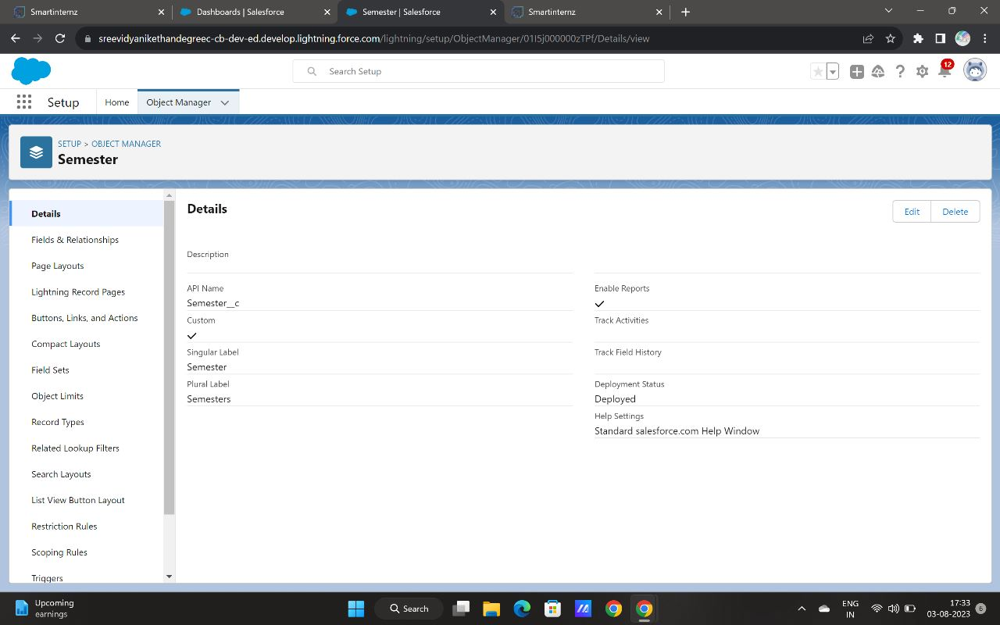 Smartinternz
Dashboards | Salesforce
Semester | Salesforce
Smartinternz
sreevidyanikethandegreec-cb-dev-ed.develop.lightning.force.com/lightning/setup/ObjectManager/01I5j000000zTPf/Details/view
Search Setup
12
Setup
Home
Object Manager
SETUP > OBJECT MANAGER
Semester
Details
Fields & Relationships
Page Layouts
Lightning Record Pages
Buttons, Links, and Actions
Compact Layouts
Field Sets
Object Limits
Record Types
Related Lookup Filters
Search Layouts
List View Button Layout
Restriction Rules
Scoping Rules
Triggers
Details
Edit
Delete
Description
API Name
Semester__c
Custom
Singular Label
Semester
Plural Label
Semesters
Enable Reports
Track Activities
Track Field History
Deployment Status
Deployed
Help Settings
Standard salesforce.com Help Window
Upcoming
earnings
Search
ENG
IN
17:33
03-08-2023
6